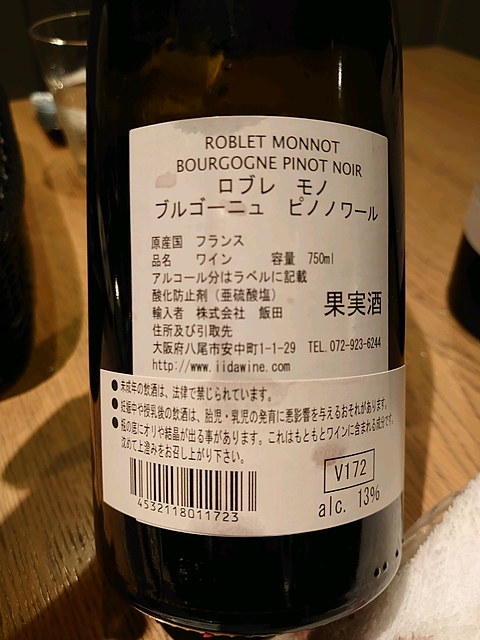 ROBLET MONNOT
BOURGOGNE PINOT NOIR
ロブレ モノ
ブルゴーニュ ピノノワール
原産国 フランス
品名 ワイン 容量 750ml
アルコール分はラベルに記載
酸化防止剤（亜硫酸塩）
輸入者 株式会社 飯田
果実酒
住所及び引取先
大阪府八尾市安中町1-1-29 TEL.072-923-6244
http://www.iidawine.com
●未成年の飲酒は、法律で禁じられています。
●妊娠中や授乳後の飲酒は、胎児・乳児の発育に悪影響を与えるおそれがあります。
●瓶の底にオリや結晶が出る事があります。これはもともとワインに含まれる成分です。
沈めて上澄みをお召し上がり下さい。
V172
alc. 13%
4532118011723